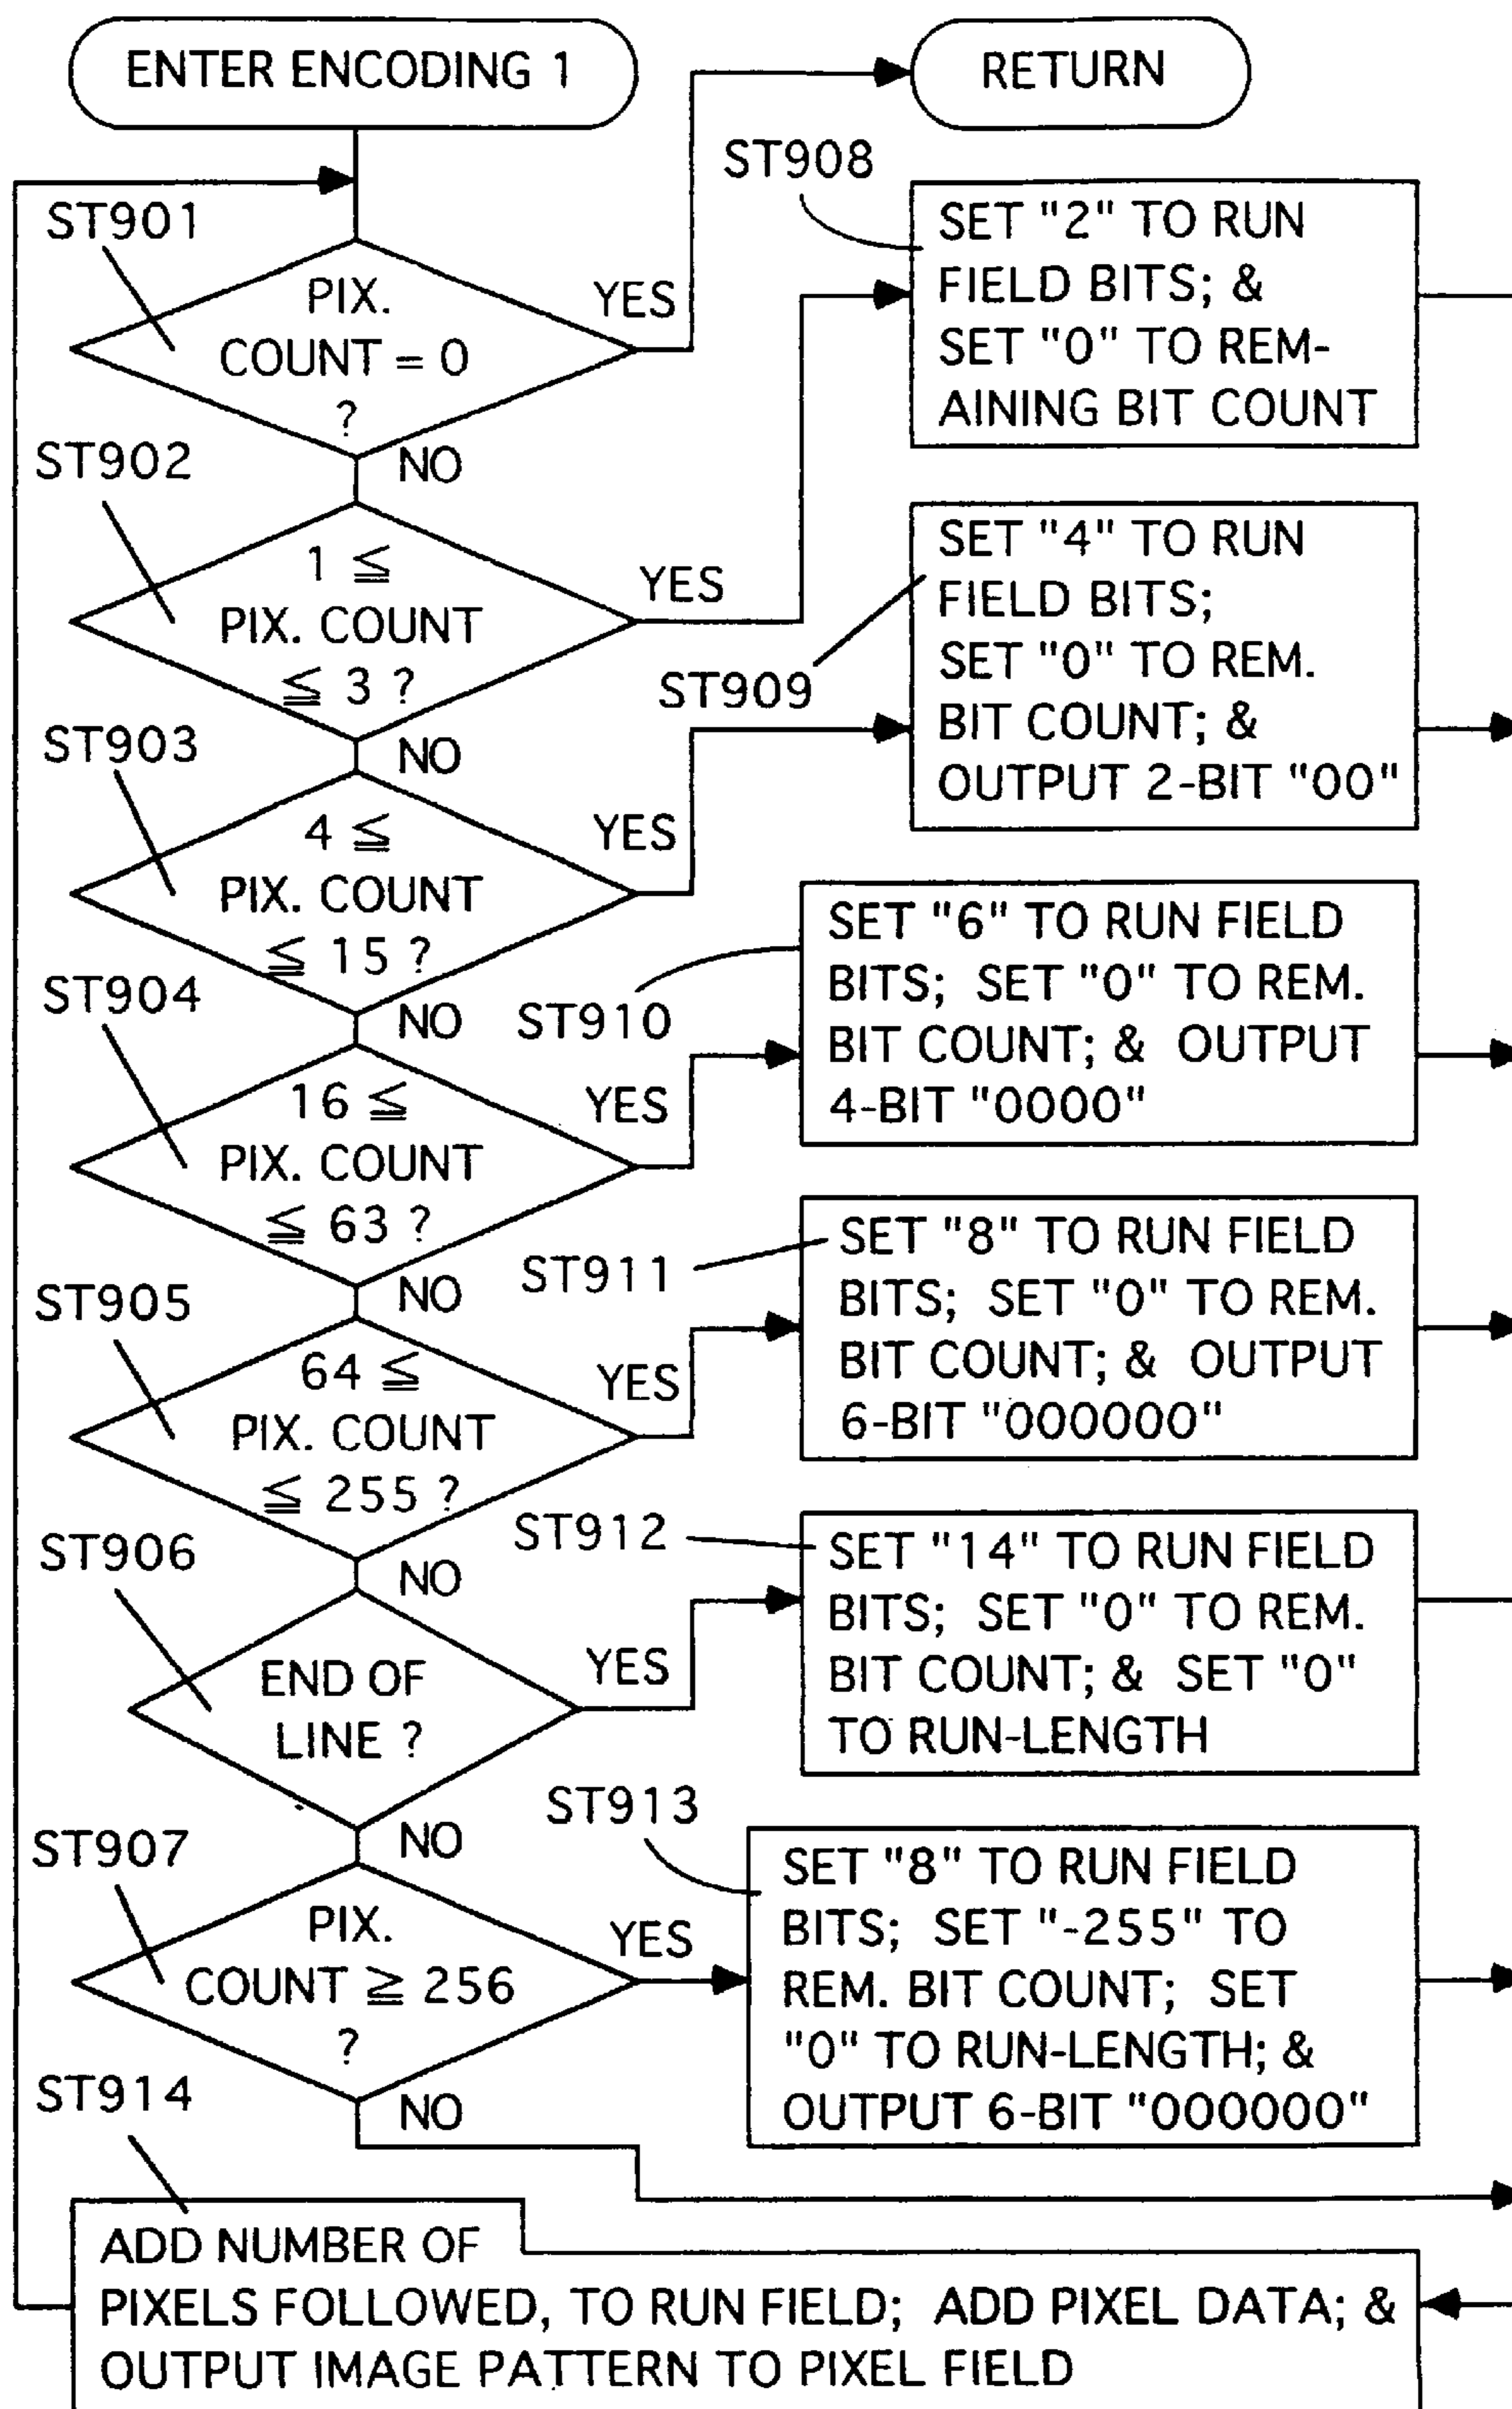 ENTER ENCODING 1
RETURN
ST908
ST901
PIX.
COUNT = 0
?
YES
NO
SET "2" TO RUN
FIELD BITS; &
SET "0" TO REM-
AINING BIT COUNT
ST902
1 ≦
PIX. COUNT
≦ 3 ?
YES
NO
ST909
SET "4" TO RUN
FIELD BITS;
SET "0" TO REM.
BIT COUNT; &
OUTPUT 2-BIT "00"
ST903
4 ≦
PIX. COUNT
≦ 15 ?
YES
NO
ST910
SET "6" TO RUN FIELD
BITS; SET "0" TO REM.
BIT COUNT; & OUTPUT
4-BIT "0000"
ST904
16 ≦
PIX. COUNT
≦ 63 ?
YES
NO
ST911
SET "8" TO RUN FIELD
BITS; SET "0" TO REM.
BIT COUNT; & OUTPUT
6-BIT "000000"
ST905
64 ≦
PIX. COUNT
≦ 255 ?
YES
NO
ST912
SET "14" TO RUN FIELD
BITS; SET "0" TO REM.
BIT COUNT; & SET "0"
TO RUN-LENGTH
ST906
END OF
LINE ?
YES
NO
ST913
SET "8" TO RUN FIELD
BITS; SET "-255" TO
REM. BIT COUNT; SET
"0" TO RUN-LENGTH; &
OUTPUT 6-BIT "000000"
ST907
PIX.
COUNT ≧ 256
?
YES
NO
ST914
ADD NUMBER OF
PIXELS FOLLOWED, TO RUN FIELD; ADD PIXEL DATA; &
OUTPUT IMAGE PATTERN TO PIXEL FIELD